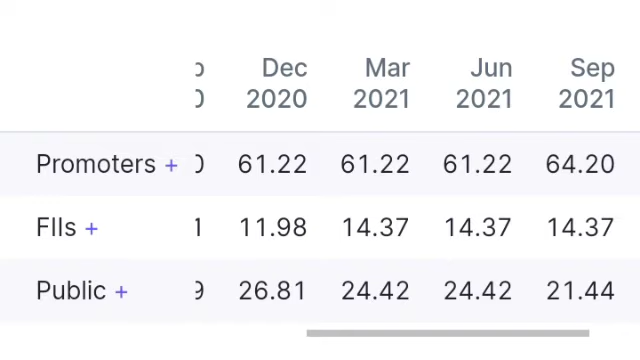 Dec Mar Jun Sep
2020 2021 2021 2021
Promoters + 61.22 61.22 61.22 64.20
FIIs + 11.98 14.37 14.37 14.37
Public + 26.81 24.42 24.42 21.44